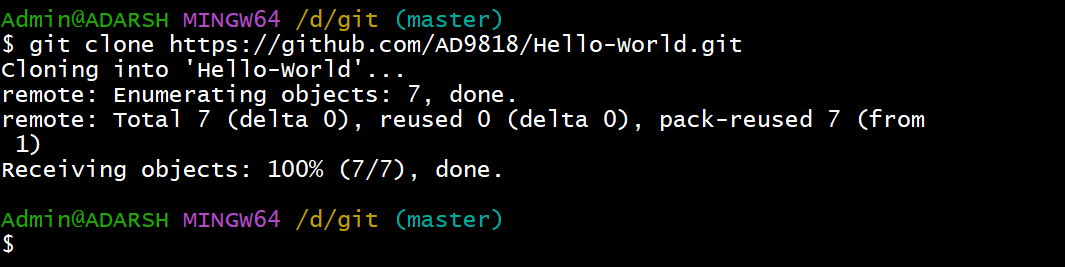 Admin@ADARSH MINGW64 /d/git (master)
$ git clone https://github.com/AD9818/Hello-World.git
Cloning into 'Hello-World'...
remote: Enumerating objects: 7, done.
remote: Total 7 (delta 0), reused 0 (delta 0), pack-reused 7 (from
 1)
Receiving objects: 100% (7/7), done.

Admin@ADARSH MINGW64 /d/git (master)
$